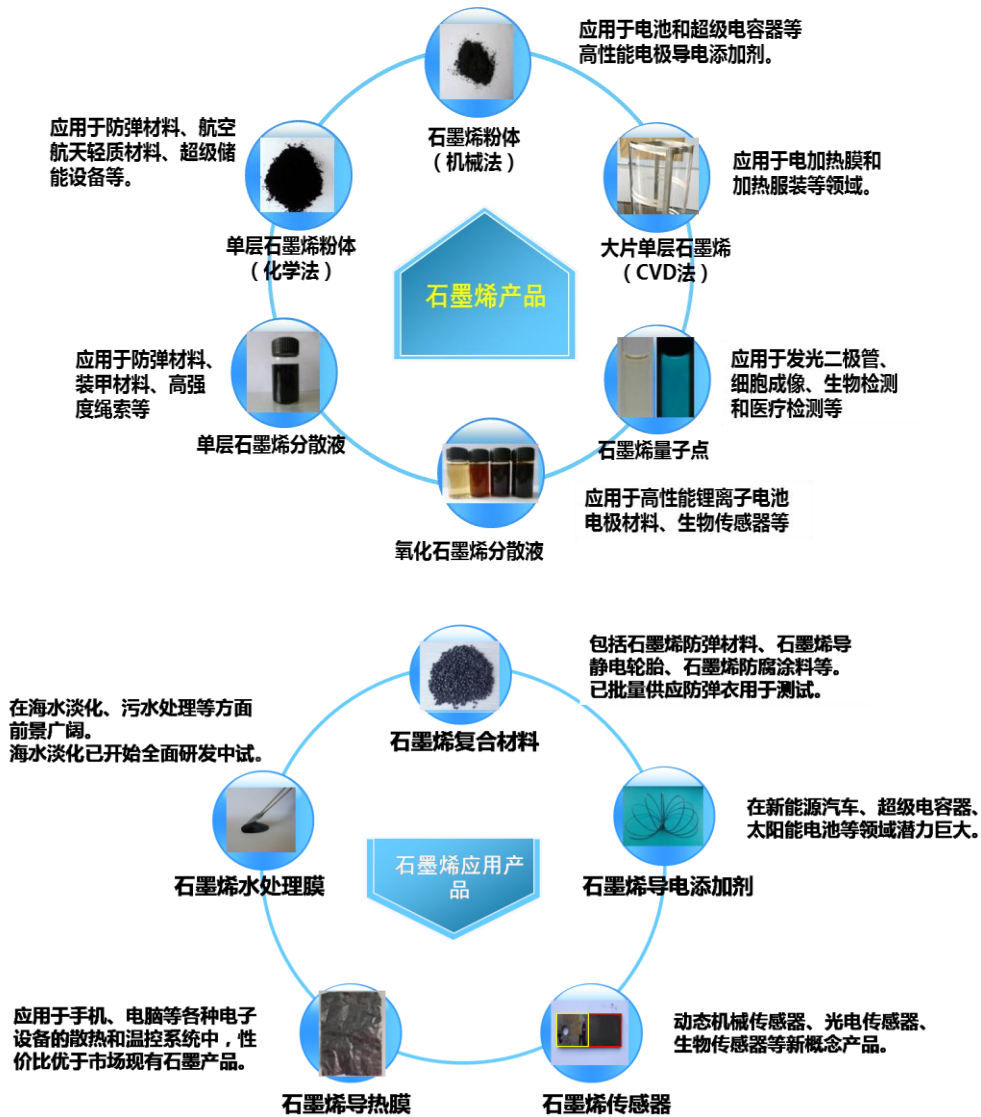 应用于电池和超级电容器等
高性能电极导电添加剂。
石墨烯粉体
（机械法）
应用于防弹材料、航空
航天轻质材料、超级储
能设备等。
单层石墨烯粉体
（化学法）
应用于电加热膜和
加热服装等领域。
大片单层石墨烯
（CVD法）
石墨烯产品
应用于防弹材料、
装甲材料、高强
度绳索等
单层石墨烯分散液
应用于发光二极管、
细胞成像、生物检测
和医疗检测等
石墨烯量子点
应用于高性能锂离子电池
电极材料、生物传感器等
氧化石墨烯分散液
包括石墨烯防弹材料、石墨烯导
静电轮胎、石墨烯防腐涂料等。
已批量供应防弹衣用于测试。
石墨烯复合材料
在海水淡化、污水处理等方面
前景广阔。
海水淡化已开始全面研发中试。
石墨烯水处理膜
在新能源汽车、超级电容器、
太阳能电池等领域潜力巨大。
石墨烯导电添加剂
石墨烯应用产
品
应用于手机、电脑等各种电子
设备的散热和温控系统中，性
价比优于市场现有石墨产品。
石墨烯导热膜
动态机械传感器、光电传感器、
生物传感器等新概念产品。
石墨烯传感器